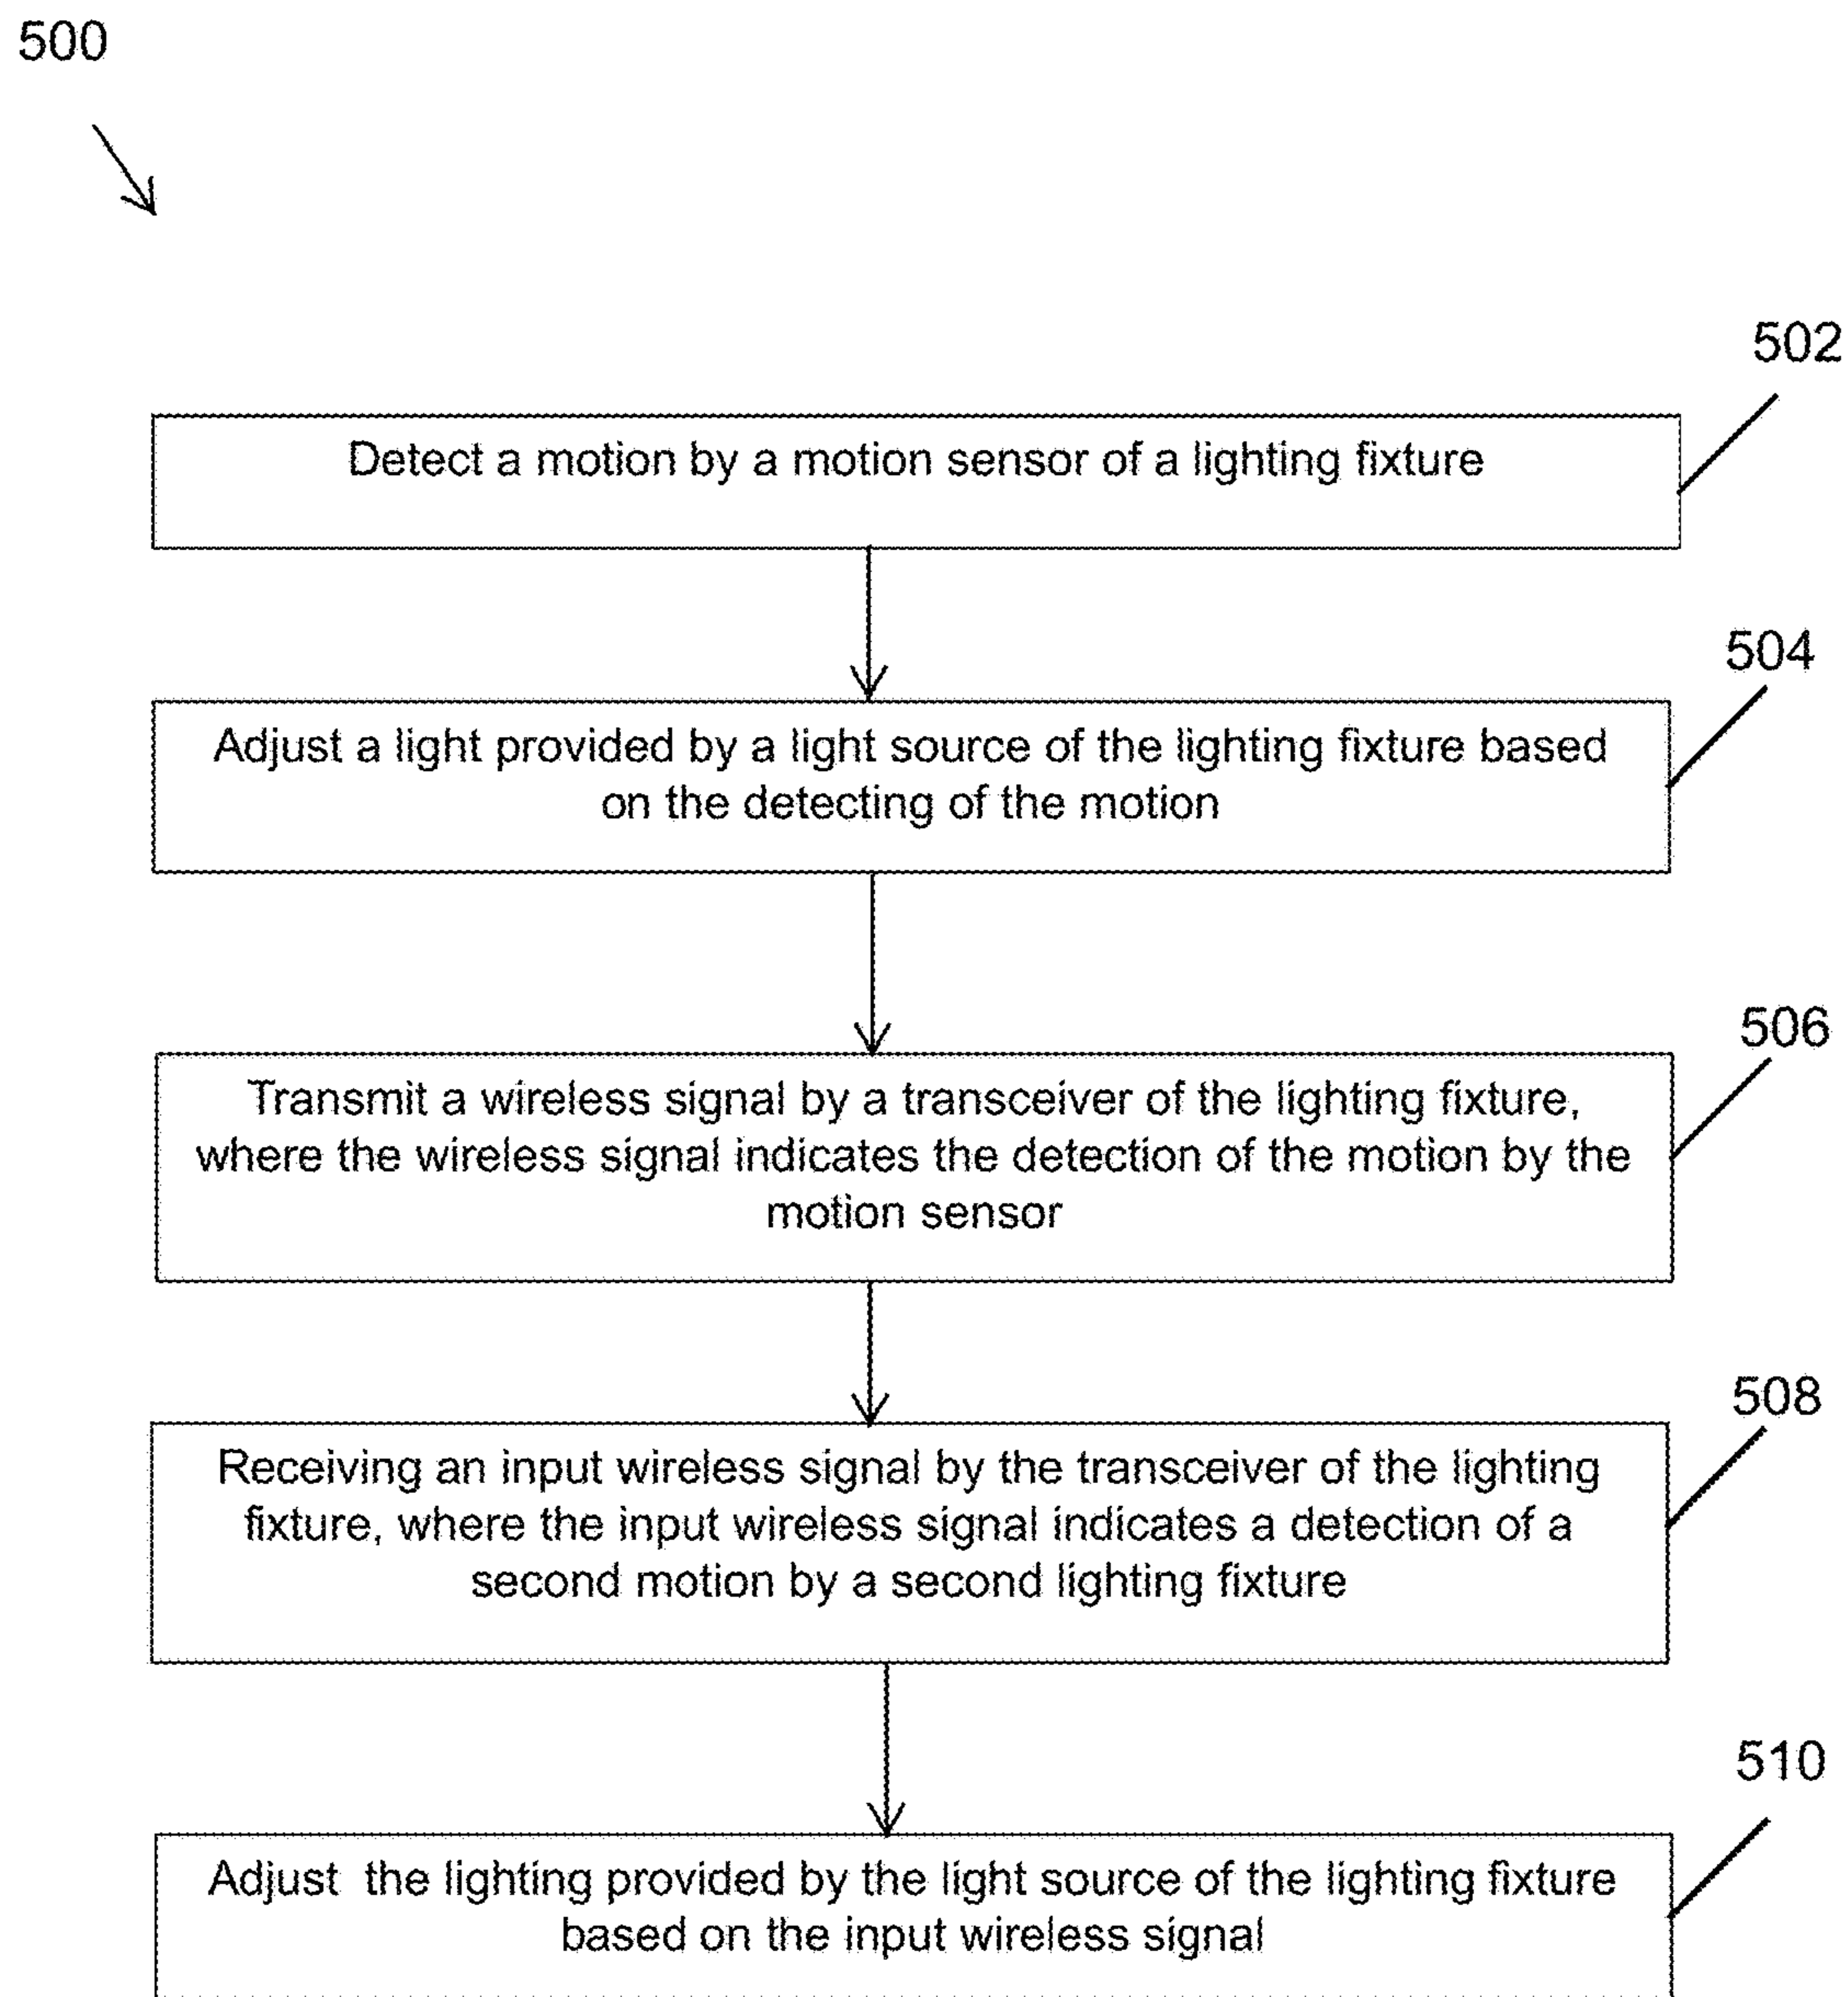 500
502
Detect a motion by a motion sensor of a lighting fixture
504
Adjust a light provided by a light source of the lighting fixture based
on the detecting of the motion
506
Transmit a wireless signal by a transceiver of the lighting fixture,
where the wireless signal indicates the detection of the motion by the
motion sensor
508
Receiving an input wireless signal by the transceiver of the lighting
fixture, where the input wireless signal indicates a detection of a
second motion by a second lighting fixture
510
Adjust the lighting provided by the light source of the lighting fixture
based on the input wireless signal